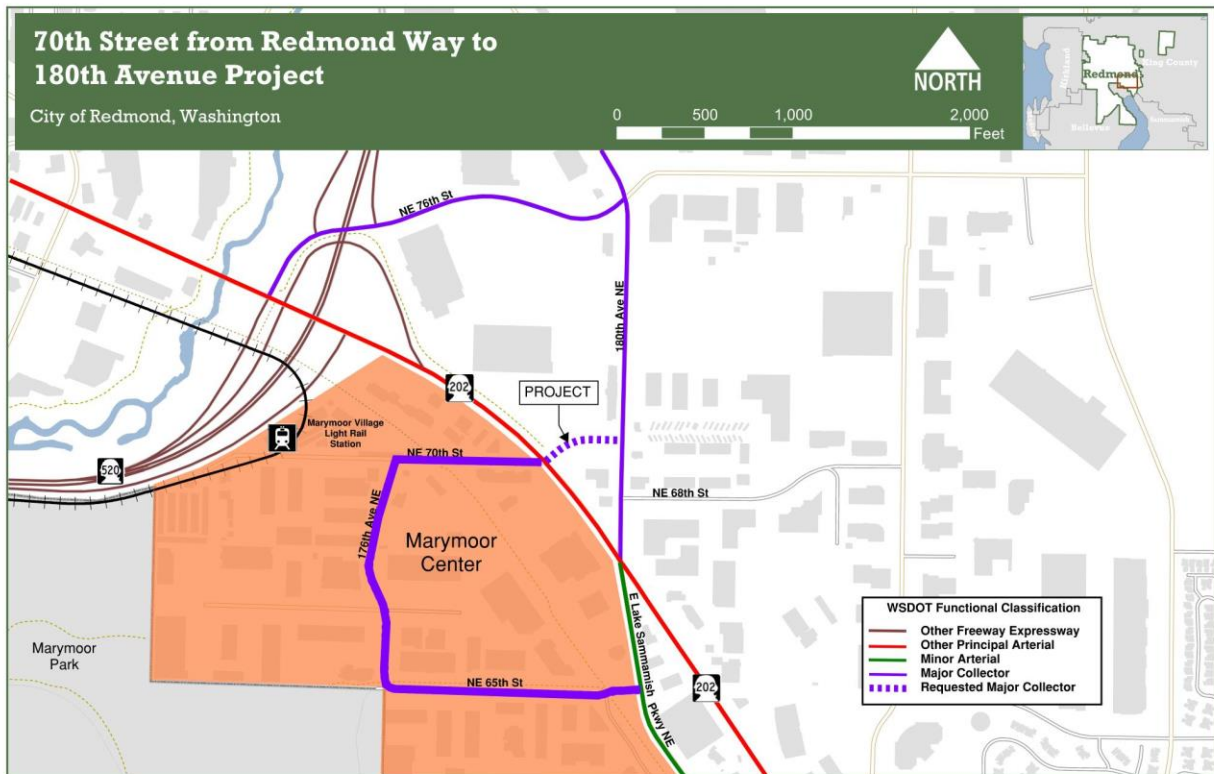 70th Street from Redmond Way to
180th Avenue Project
City of Redmond, Washington
NORTH
0 500 1,000 2,000
Feet
Kirkland
King County
Redmond
Bellevue
Sammamish
NE 76th St
180th Ave NE
202
PROJECT
Marymoor Village
Light Rail
Station
520
NE 70th St
NE 68th St
176th Ave NE
Marymoor
Center
E Lake Sammamish Pkwy NE
WSDOT Functional Classification
Other Freeway Expressway
Other Principal Arterial
Minor Arterial
Major Collector
Requested Major Collector
Marymoor
Park
NE 65th St
202